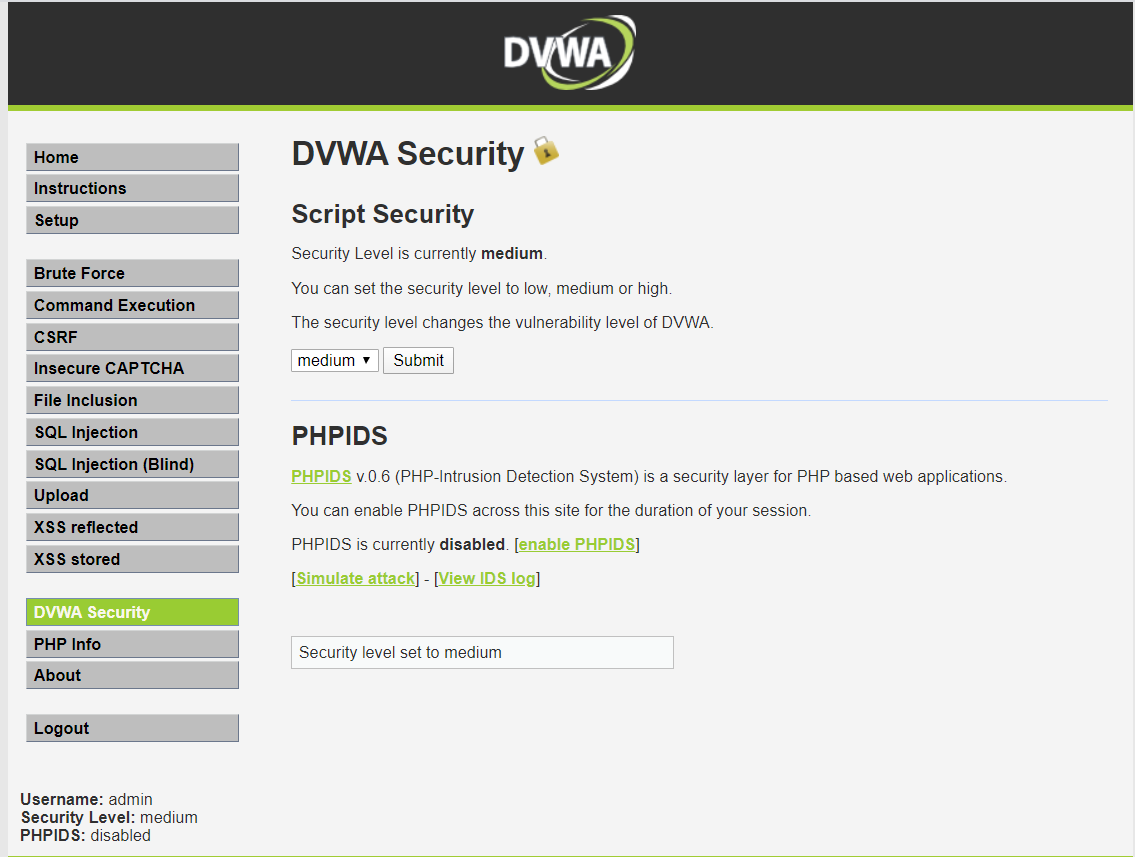 DVWA
Home
Instructions
Setup
Brute Force
Command Execution
CSRF
Insecure CAPTCHA
File Inclusion
SQL Injection
SQL Injection (Blind)
Upload
XSS reflected
XSS stored
DVWA Security
PHP Info
About
Logout
Username: admin
Security Level: medium
PHPIDS: disabled
DVWA Security
Script Security
Security Level is currently medium.
You can set the security level to low, medium or high.
The security level changes the vulnerability level of DVWA.
medium ▼ Submit
PHPIDS
PHPIDS v.0.6 (PHP-Intrusion Detection System) is a security layer for PHP based web applications.
You can enable PHPIDS across this site for the duration of your session.
PHPIDS is currently disabled. [enable PHPIDS]
[Simulate attack] - [View IDS log]
Security level set to medium